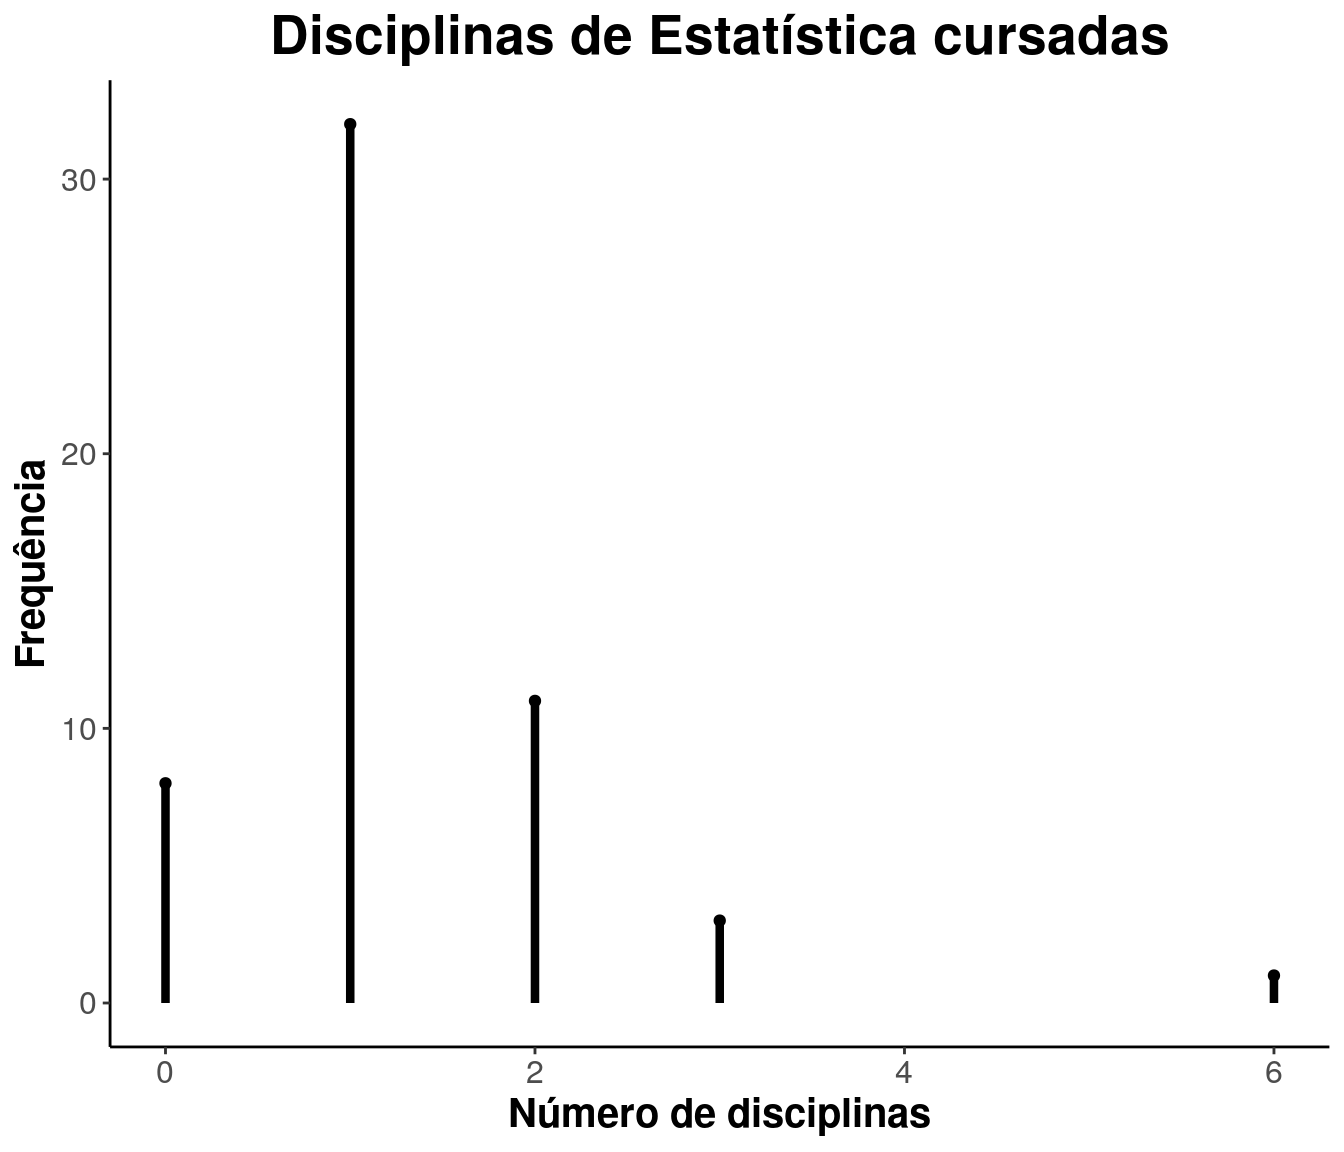 Disciplinas de Estatística cursadas
Frequência
30
20
10
0
0 2 4 6
Número de disciplinas